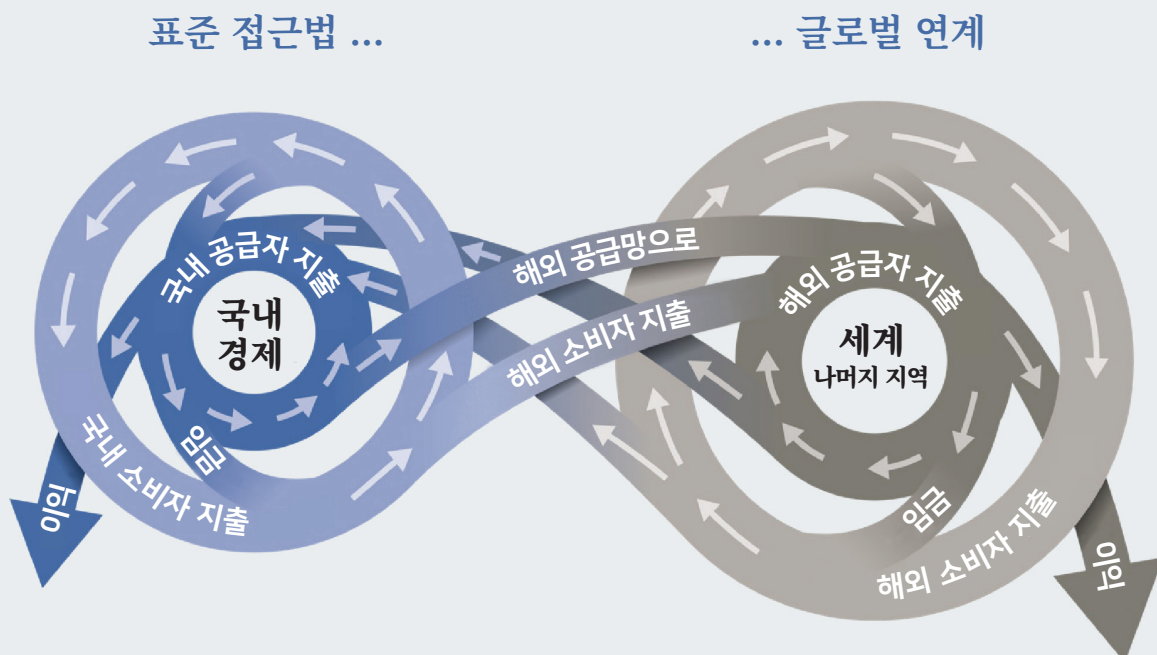 표준 접근법 ...
... 글로벌 연계
국내 공급자 지출
국내
경제
임금
국내 소비자 지출
이익
해외 공급망으로
해외 소비자 지출
해외 공급자 지출
세계
나머지 지역
임금
해외 소비자 지출
이익